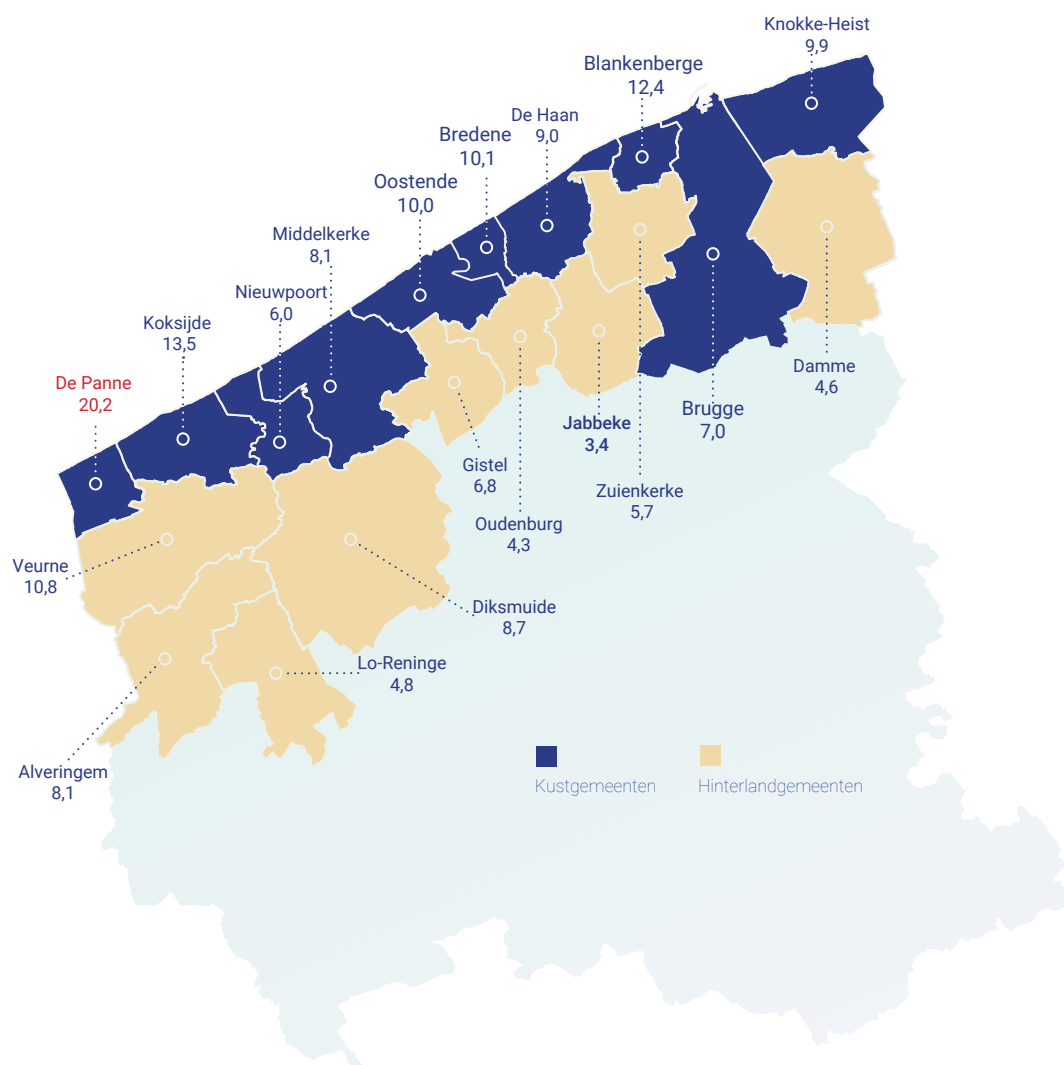 Knokke-Heist
9,9
Blankenberge
12,4
De Haan
9,0
Bredene
10,1
Oostende
10,0
Middelkerke
8,1
Nieuwpoort
6,0
Koksijde
13,5
De Panne
20,2
Damme
4,6
Brugge
7,0
Jabbeke
3,4
Gistel
6,8
Zuienkerke
5,7
Oudenburg
4,3
Veurne
10,8
Diksmuide
8,7
Lo-Reninge
4,8
Alveringem
8,1
Kustgemeenten
Hinterlandgemeenten